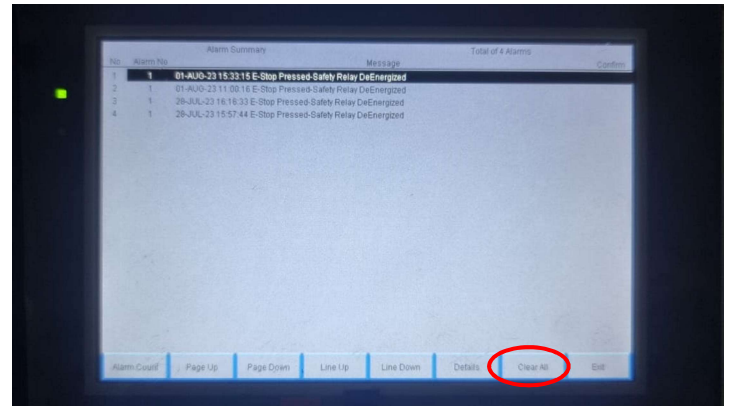 Alarm Summary Total of 4 Alarms
No. Alarm No Message Confirm
1 1 01-AUG-23 15:33:15 E-Stop Pressed-Safety Relay DeEnergized
2 1 01-AUG-23 11:00:16 E-Stop Pressed-Safety Relay DeEnergized
3 1 28-JUL-23 16:16:33 E-Stop Pressed-Safety Relay DeEnergized
4 1 28-JUL-23 15:57:44 E-Stop Pressed-Safety Relay DeEnergized
Alarm Count Page Up Page Down Line Up Line Down Details Clear All Exit